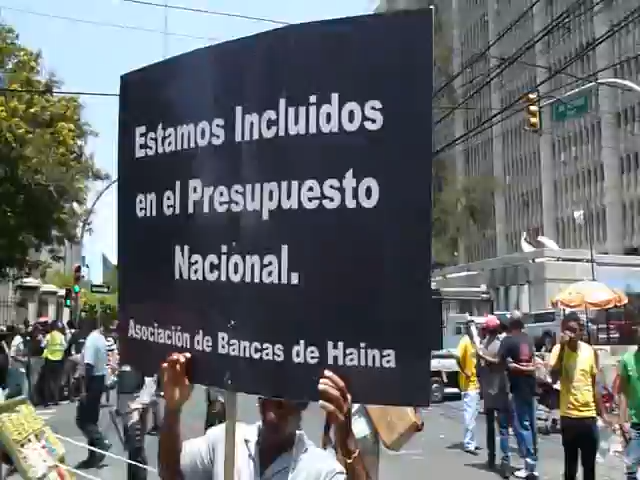 Estamos Incluidos
en el Presupuesto
Nacional.
Asociación de Bancas de Haina